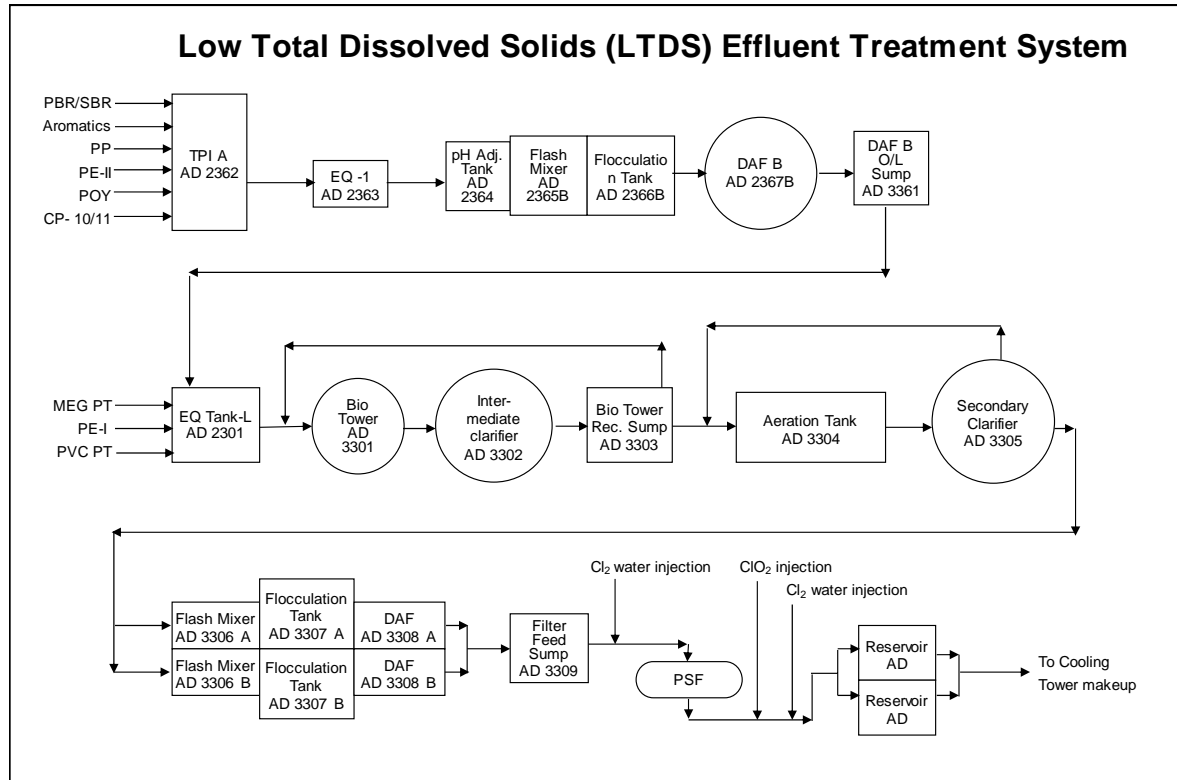 Low Total Dissolved Solids (LTDS) Effluent Treatment System
PBR/SBR
Aromatics
PP
PE-II
POY
CP- 10/11
TPI A
AD 2362
EQ -1
AD 2363
pH Adj.
Tank
AD
2364
Flash
Mixer
AD
2365B
Flocculatio
n Tank
AD 2366B
DAF B
AD 2367B
DAF B
O/L
Sump
AD 3361
MEG PT
PE-I
PVC PT
EQ Tank-L
AD 2301
Bio
Tower
AD
3301
Inter-
mediate
clarifier
AD 3302
Bio Tower
Rec. Sump
AD 3303
Aeration Tank
AD 3304
Secondary
Clarifier
AD 3305
Flash Mixer
AD 3306 A
Flash Mixer
AD 3306 B
Flocculation
Tank
AD 3307 A
Flocculation
Tank
AD 3307 B
DAF
AD 3308 A
DAF
AD 3308 B
Filter
Feed
Sump
AD 3309
Cl₂ water injection
PSF
ClO₂ injection
Cl₂ water injection
Reservoir
AD
Reservoir
AD
To Cooling
Tower makeup